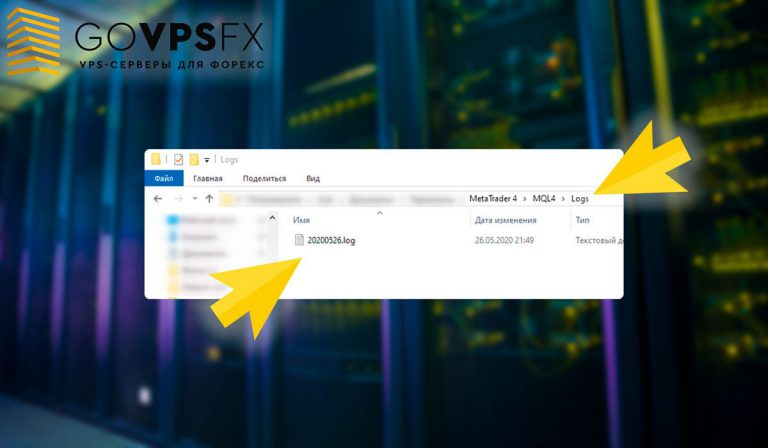 GOVPSFX
VPS-СЕРВЕРЫ ДЛЯ ФОРЕКС
Logs
Файл Главная Поделиться Вид
MetaTrader 4 MQL4 Logs
Имя Дата изменения Тип
20200526.log 26.05.2020 21:49 Текстовый до